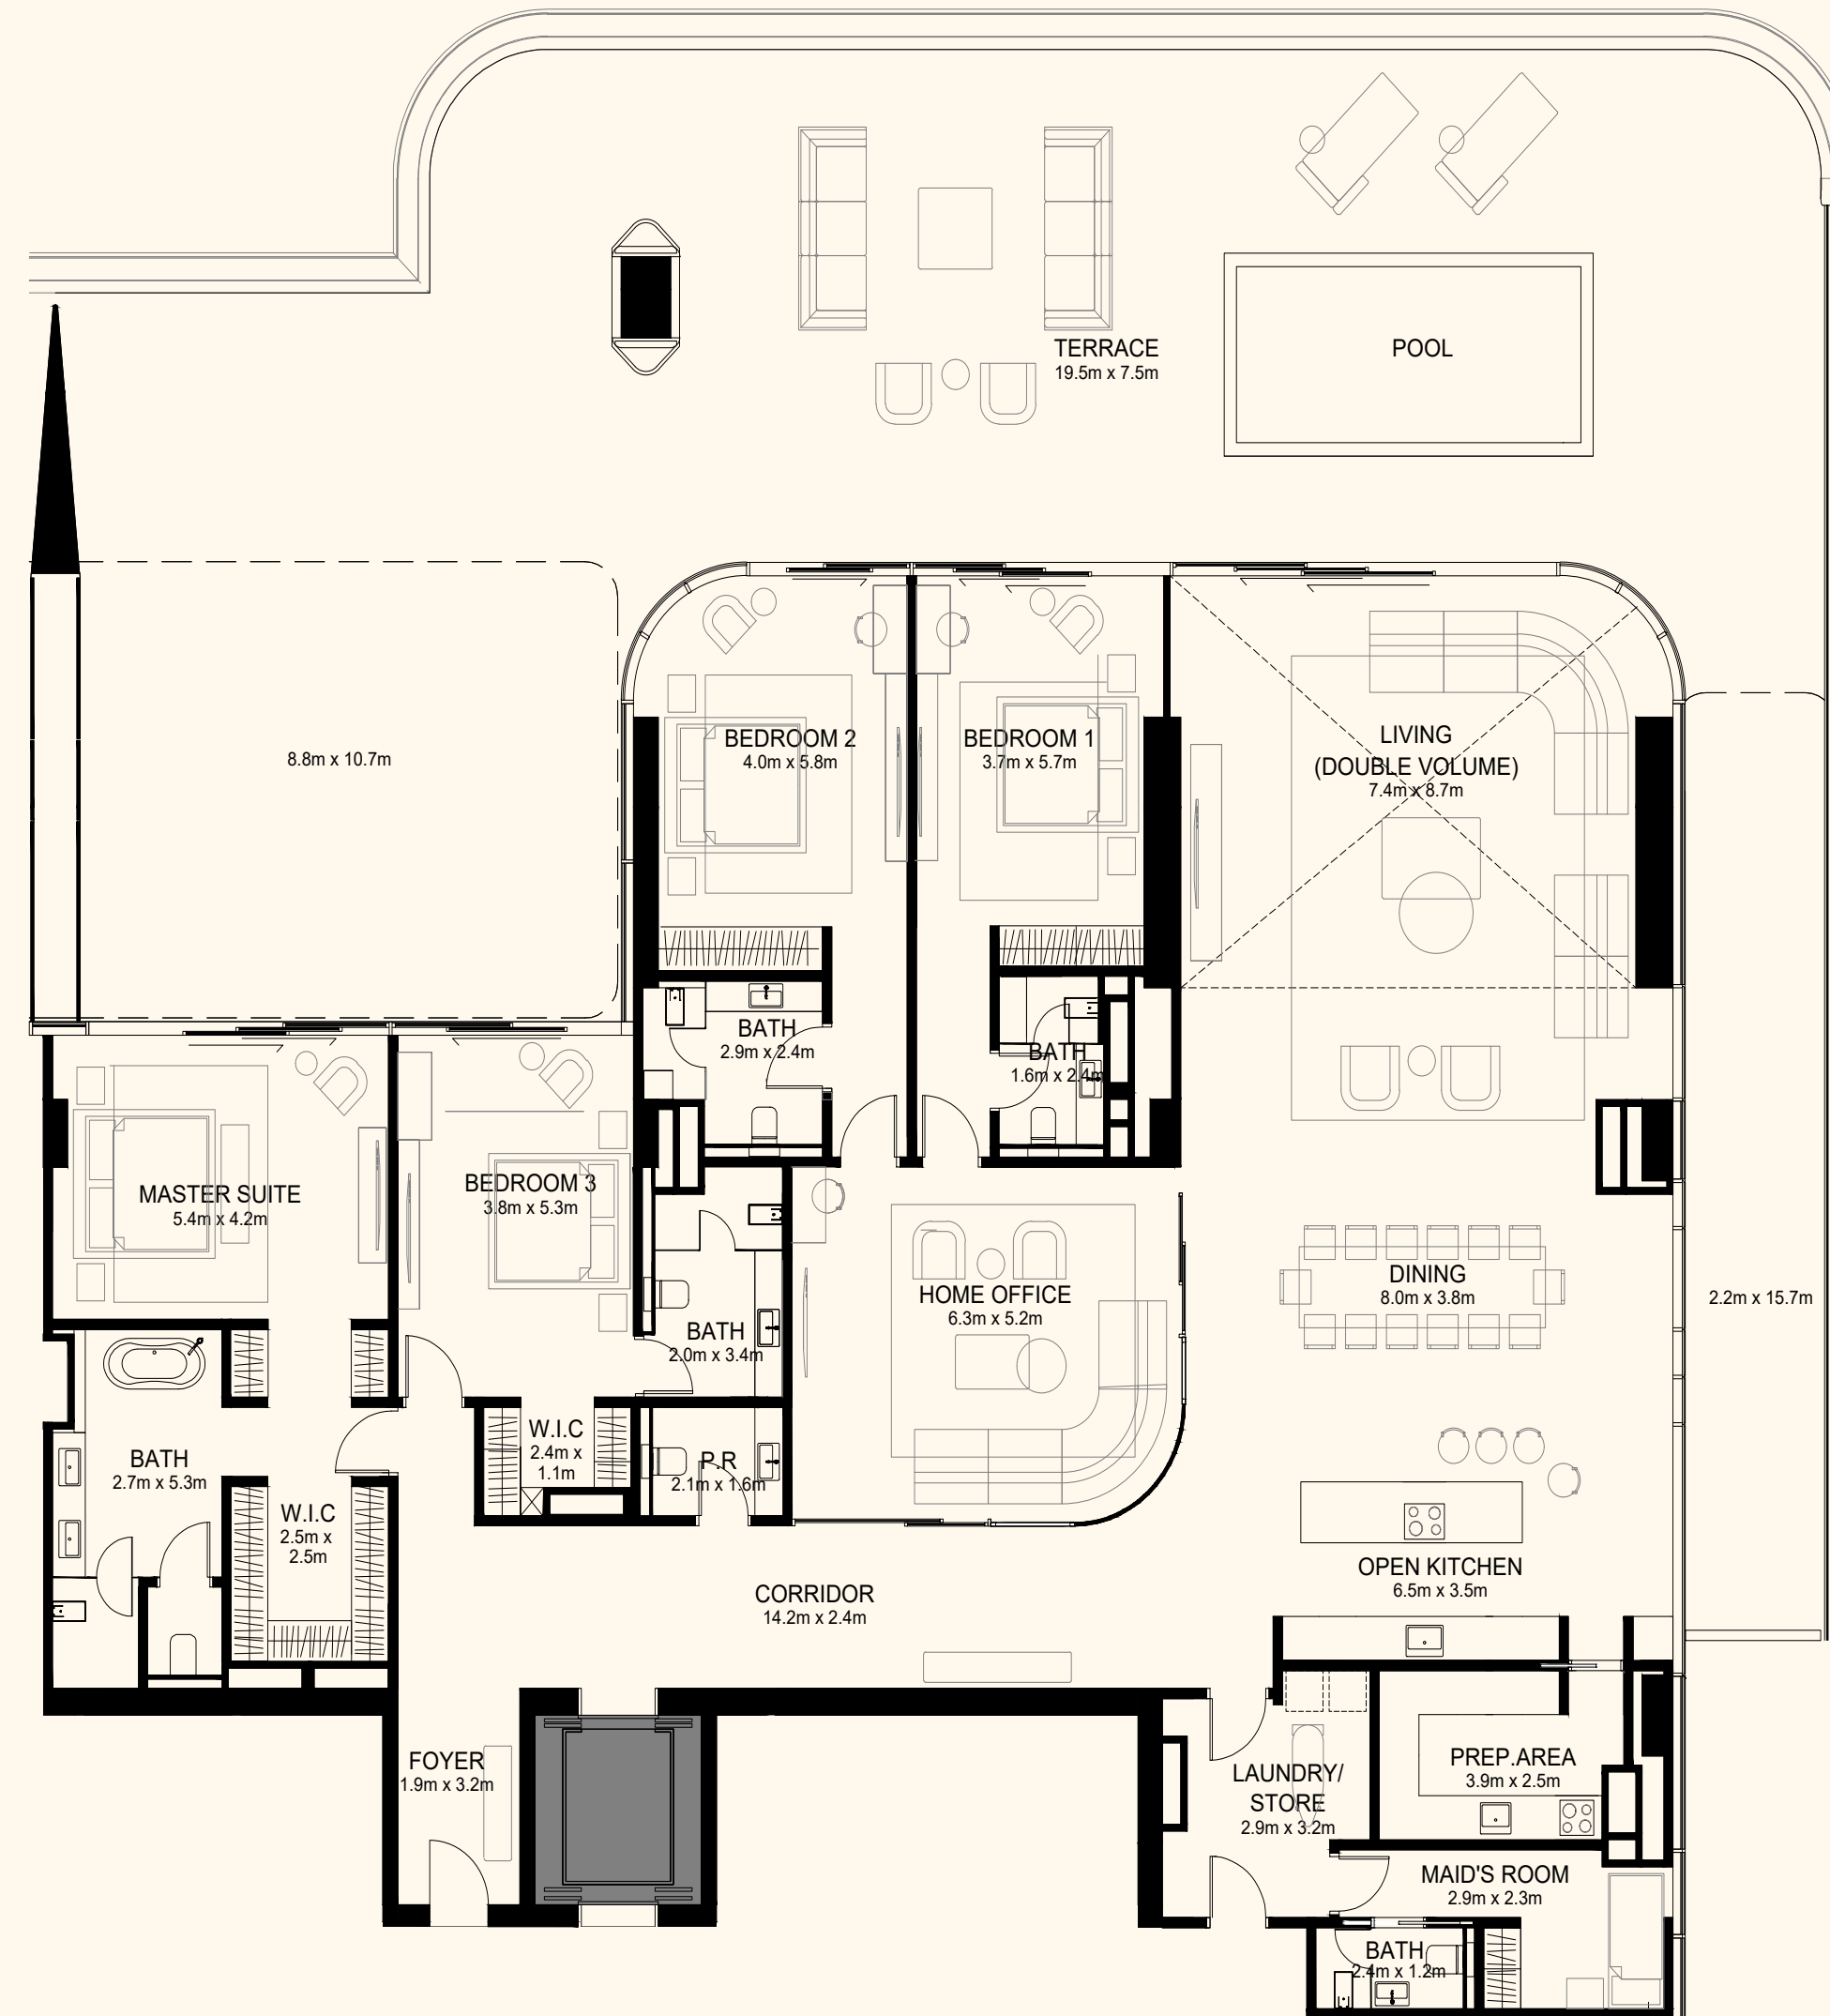 TERRACE
19.5m x 7.5m
POOL
8.8m x 10.7m
BEDROOM 2
4.0m x 5.8m
BEDROOM 1
3.7m x 5.7m
LIVING
(DOUBLE VOLUME)
7.4m x 8.7m
BATH
2.9m x 2.4m
BATH
1.6m x 2.4m
MASTER SUITE
5.4m x 4.2m
BEDROOM 3
3.8m x 5.3m
HOME OFFICE
6.3m x 5.2m
DINING
8.0m x 3.8m
2.2m x 15.7m
BATH
2.0m x 3.4m
BATH
2.7m x 5.3m
W.I.C
2.4m x
1.1m
P.R
2.1m x 1.6m
W.I.C
2.5m x
2.5m
OPEN KITCHEN
6.5m x 3.5m
CORRIDOR
14.2m x 2.4m
FOYER
1.9m x 3.2m
LAUNDRY/
STORE
2.9m x 3.2m
PREP.AREA
3.9m x 2.5m
MAID'S ROOM
2.9m x 2.3m
BATH
2.4m x 1.2m